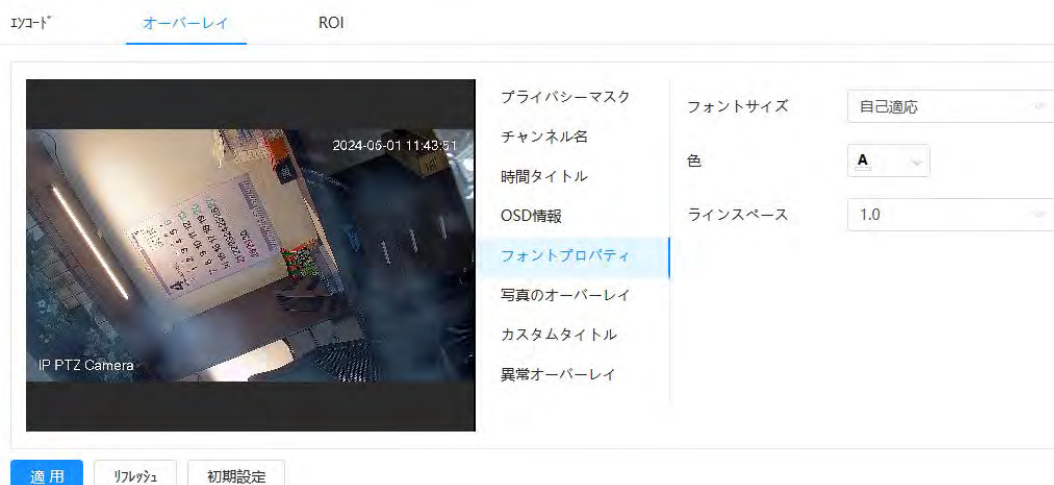 ｴﾝｺｰﾄﾞ オーバーレイ ROI
プライバシーマスク
チャンネル名
時間タイトル
OSD情報
フォントプロパティ
写真のオーバーレイ
カスタムタイトル
異常オーバーレイ
フォントサイズ 自己適応
色 A
ラインスペース 1.0
2024-05-01 11:43:51
IP PTZ Camera
適用 ﾘﾌﾚｯｼｭ 初期設定